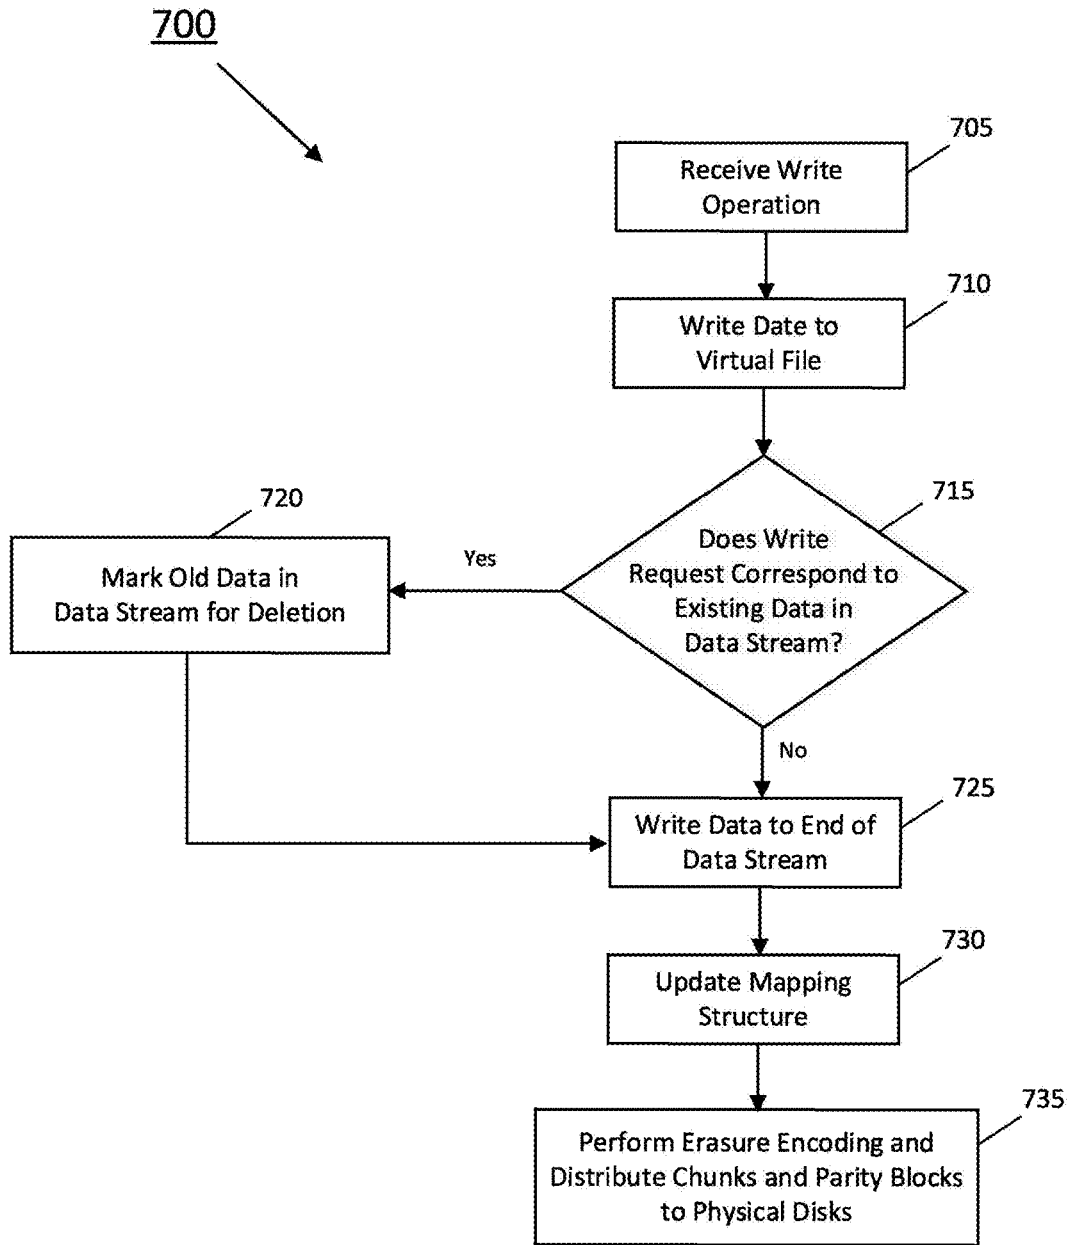 700
705
Receive Write
Operation
710
Write Date to
Virtual File
715
Does Write
Request Correspond to
Existing Data in
Data Stream?
720
Yes
Mark Old Data in
Data Stream for Deletion
No
725
Write Data to End of
Data Stream
730
Update Mapping
Structure
735
Perform Erasure Encoding and
Distribute Chunks and Parity Blocks
to Physical Disks